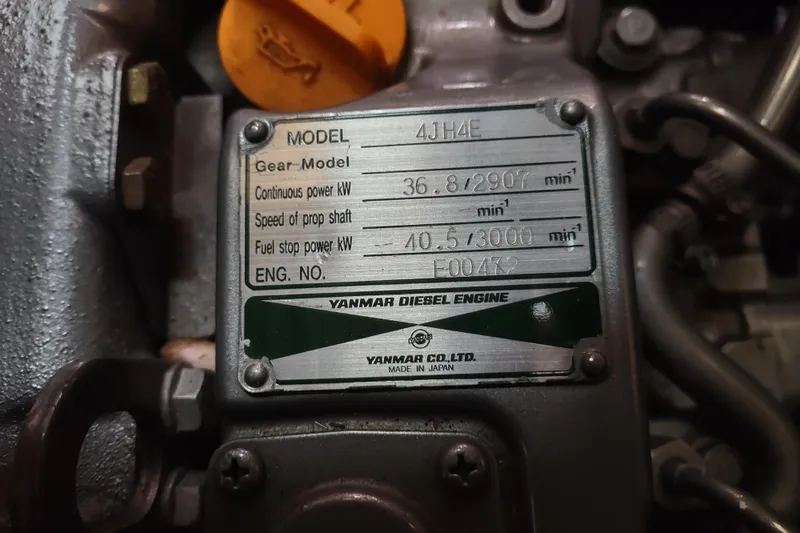 MODEL 4JH4E
Gear Model
Continuous power kW 36.8/2907 min-1
Speed of prop shaft min-1
Fuel stop power kW -- 40.5/3000 min-1
ENG. NO.
YANMAR DIESEL ENGINE
YANMAR CO.,LTD.
MADE IN JAPAN